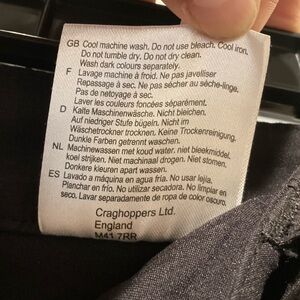 GB Cool machine wash. Do not use bleach. Cool iron.
Do not tumble dry. Do not dry clean.
Wash dark colours separately.
F Lavage machine à froid. Ne pas javelliser
Repassage à sec. Ne pas sécher au sèche-linge.
Pas de netoyage à sec.
Laver les couleurs foncées séparément.
D Kalte Maschinenwäsche. Nicht bleichen.
Auf niedriger Stufe bügeln. Nicht im
Wäschetrockner trocknen. Keine Trockenreinigung.
Dunkle Farben getrennt waschen.
NL Machinewassen met koud water. niet bleekmiddel.
koel strijken. Niet machinaal drogen. Niet stomen.
Donkere kleuren apart wassen.
ES Lavado a máquina en agua fría. No usar lejía.
Planchar en frío. No utilizar secadora. No limpiar en
seco. Lavar separadamente de ropa de color oscuro.
Craghoppers Ltd.
England
M41 7RR